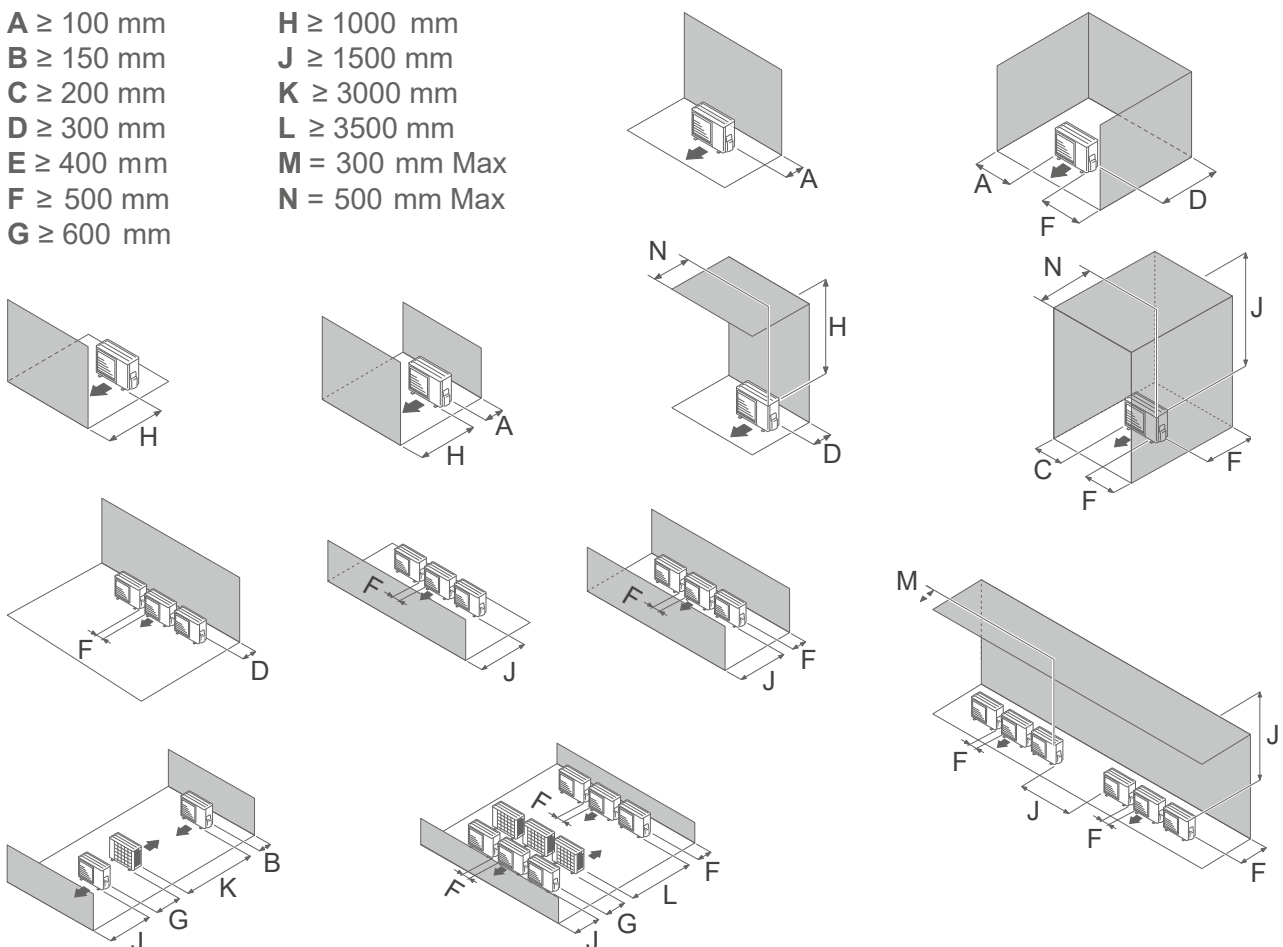 A ≥ 100 mm
B ≥ 150 mm
C ≥ 200 mm
D ≥ 300 mm
E ≥ 400 mm
F ≥ 500 mm
G ≥ 600 mm
H ≥ 1000 mm
J ≥ 1500 mm
K ≥ 3000 mm
L ≥ 3500 mm
M = 300 mm Max
N = 500 mm Max
A
A
F
D
H
H
A
N
H
D
N
J
C
F
F
F
D
F
J
F
J
F
M
F
J
F
J
F
J
G
K
B
F
F
J
G
L
F